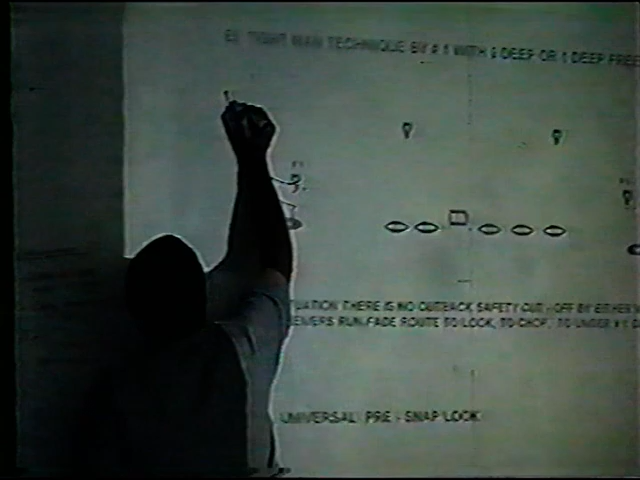 TIGHT MAN TECHNIQUE BY # 1 WITH 2 DEEP OR 1 DEEP FREE
UATION THERE IS NO OUTBACK SAFETY CUT - OFF BY EITHER
EIVERS RUN FADE ROUTE TO LOCK, TO CHOP, TO UNDER #1
UNIVERSAL PRE - SNAP LOOK